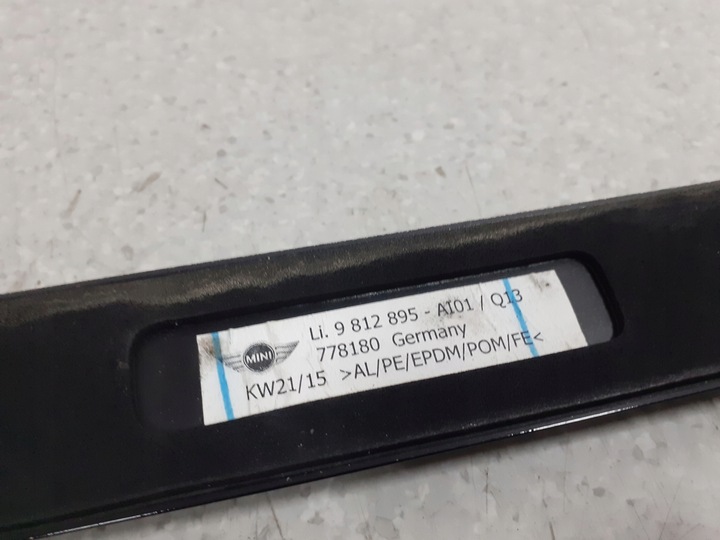 Li. 9 812 895 - AI01 / Q13
MINI
778180 Germany
KW21/15 >AL/PE/EPDM/POM/FE<